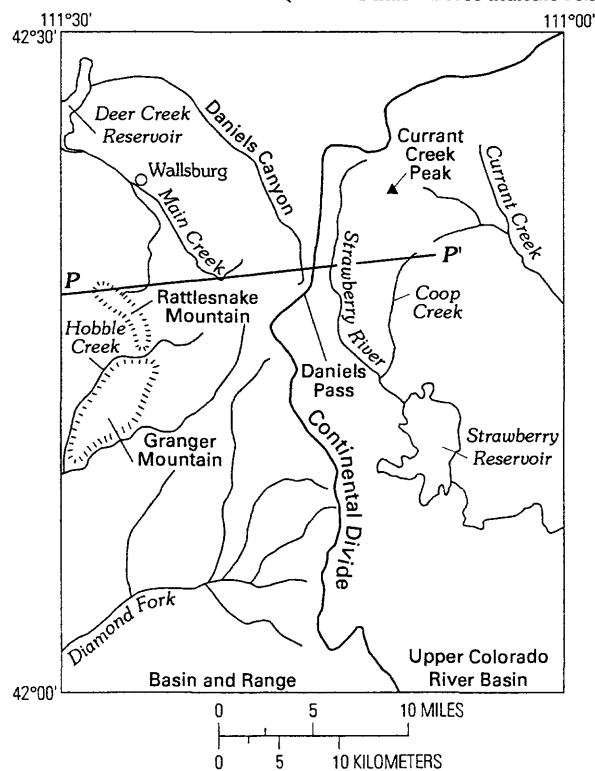 111°30'
111°00'
42°30'
Deer Creek
Reservoir
Daniels Canyon
Currant
Creek
Peak
Wallsburg
Main Creek
Currant Creek
P
P'
Strawberry River
Rattlesnake
Mountain
Coop
Creek
Hobble
Creek
Daniels
Pass
Granger
Mountain
Continental Divide
Strawberry
Reservoir
Diamond Fork
Basin and Range
Upper Colorado
River Basin
42°00'
0 5 10 MILES
0 5 10 KILOMETERS